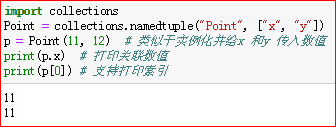 import collections
Point = collections.namedtuple("Point", ["x", "y"])
p = Point(11, 12)  # 类似于实例化并给x 和y 传入数值
print(p.x)  # 打印关联数值
print(p[0])  # 支持打印索引
11
11